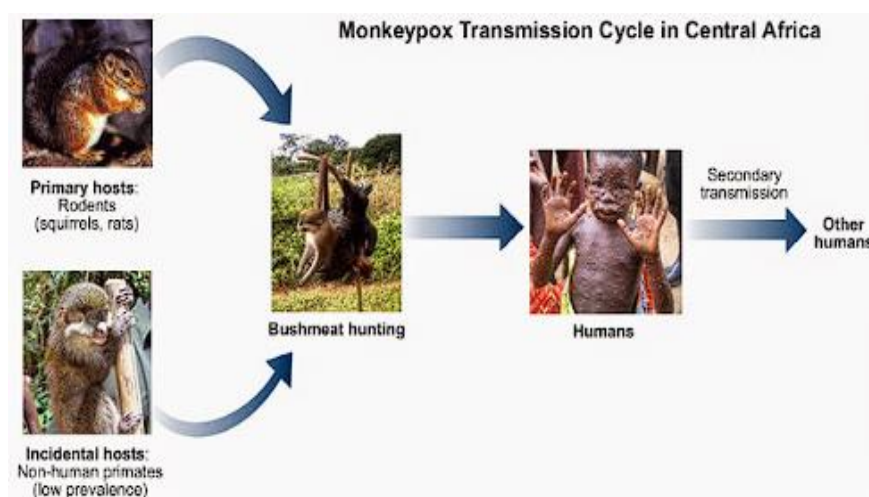 Monkeypox Transmission Cycle in Central Africa
Primary hosts:
Rodents
(squirrels, rats)
Bushmeat hunting
Humans
Secondary
transmission
Other
humans
Incidental hosts:
Non-human primates
(low prevalence)